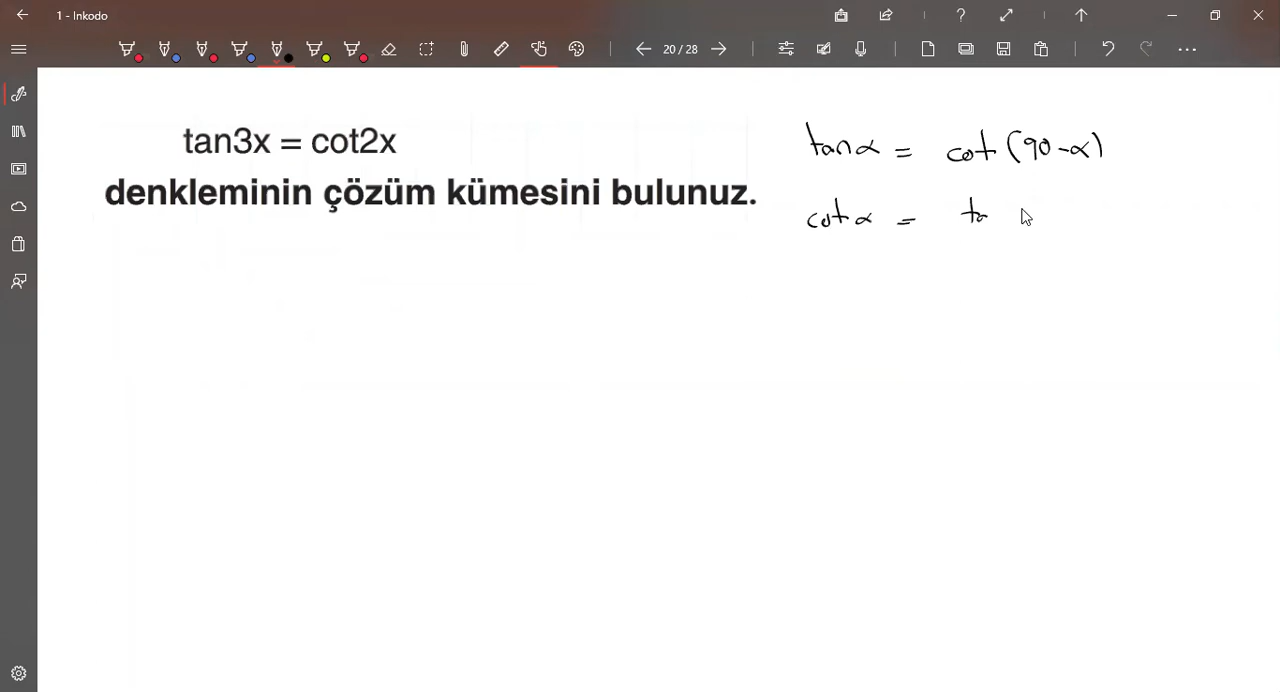 1 - Inkodo
20 / 28
tan3x = cot2x
denkleminin çözüm kümesini bulunuz.
tanα = cot (90-α)
cotα = ta